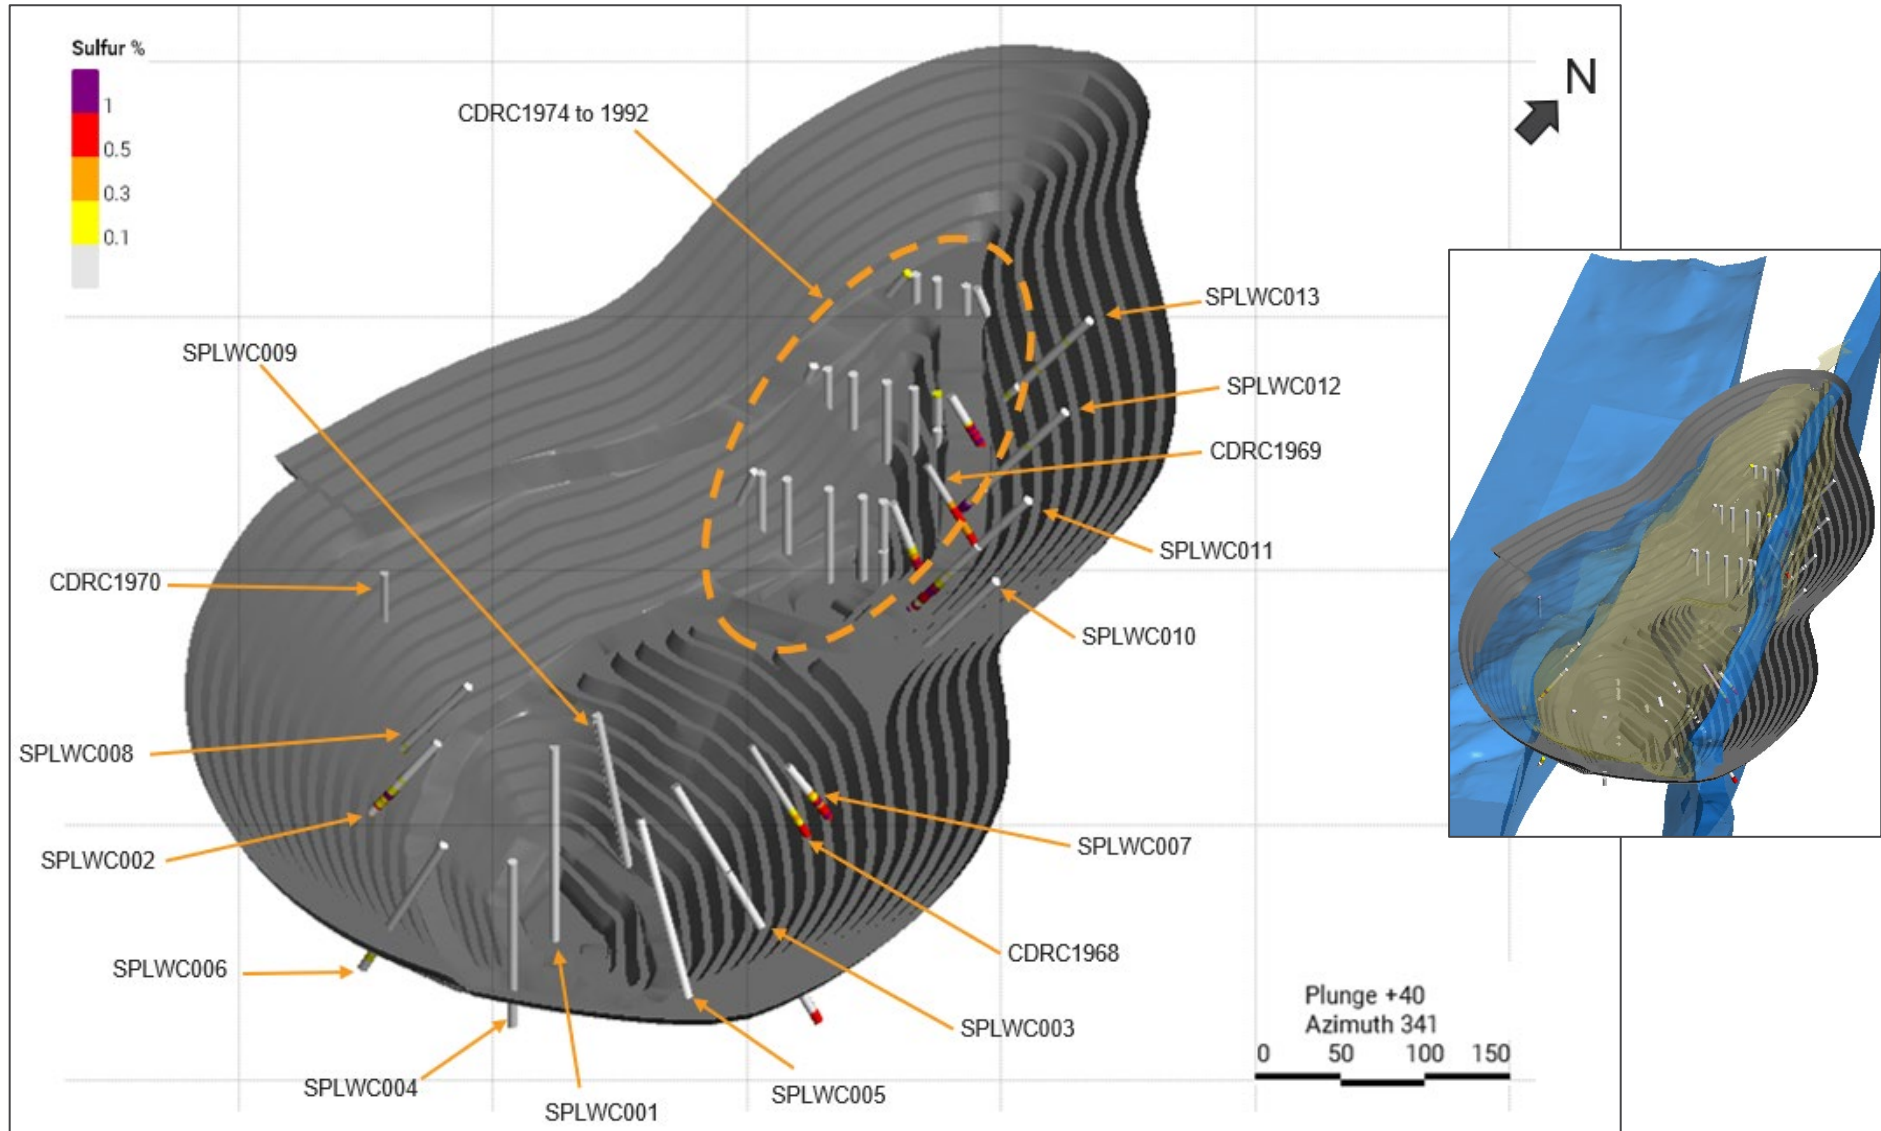 Sulfur %
1
0.5
0.3
0.1
CDRC1974 to 1992
N
SPLWC013
SPLWC009
SPLWC012
CDRC1969
SPLWC011
CDRC1970
SPLWC010
SPLWC008
SPLWC002
SPLWC007
CDRC1968
SPLWC006
SPLWC003
SPLWC004
SPLWC005
SPLWC001
Plunge +40
Azimuth 341
0 50 100 150